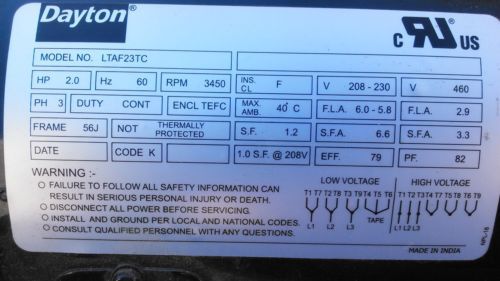 Dayton
C RU US
MODEL NO. LTAF23TC
HP 2.0 Hz 60 RPM 3450 INS. CL F V 208 - 230 V 460
PH 3 DUTY CONT ENCL TEFC MAX. AMB. 40°C F.L.A. 6.0 - 5.8 F.L.A. 2.9
FRAME 56J NOT THERMALLY PROTECTED S.F. 1.2 S.F.A. 6.6 S.F.A. 3.3
DATE CODE K 1.0 S.F. @ 208V EFF. 79 PF. 82
WARNING :-
FAILURE TO FOLLOW ALL SAFETY INFORMATION CAN
RESULT IN SERIOUS PERSONAL INJURY OR DEATH.
DISCONNECT ALL POWER BEFORE SERVICING.
INSTALL AND GROUND PER LOCAL AND NATIONAL CODES.
CONSULT QUALIFIED PERSONNEL WITH ANY QUESTIONS.
LOW VOLTAGE HIGH VOLTAGE
T1 T7 T2 T8 T3 T9 T4 T5 T6 T1 T2 T3 T4 T7 T5 T8 T6 T9
L1 L2 L3 TAPE L1 L2 L3
MADE IN INDIA
NPL-18